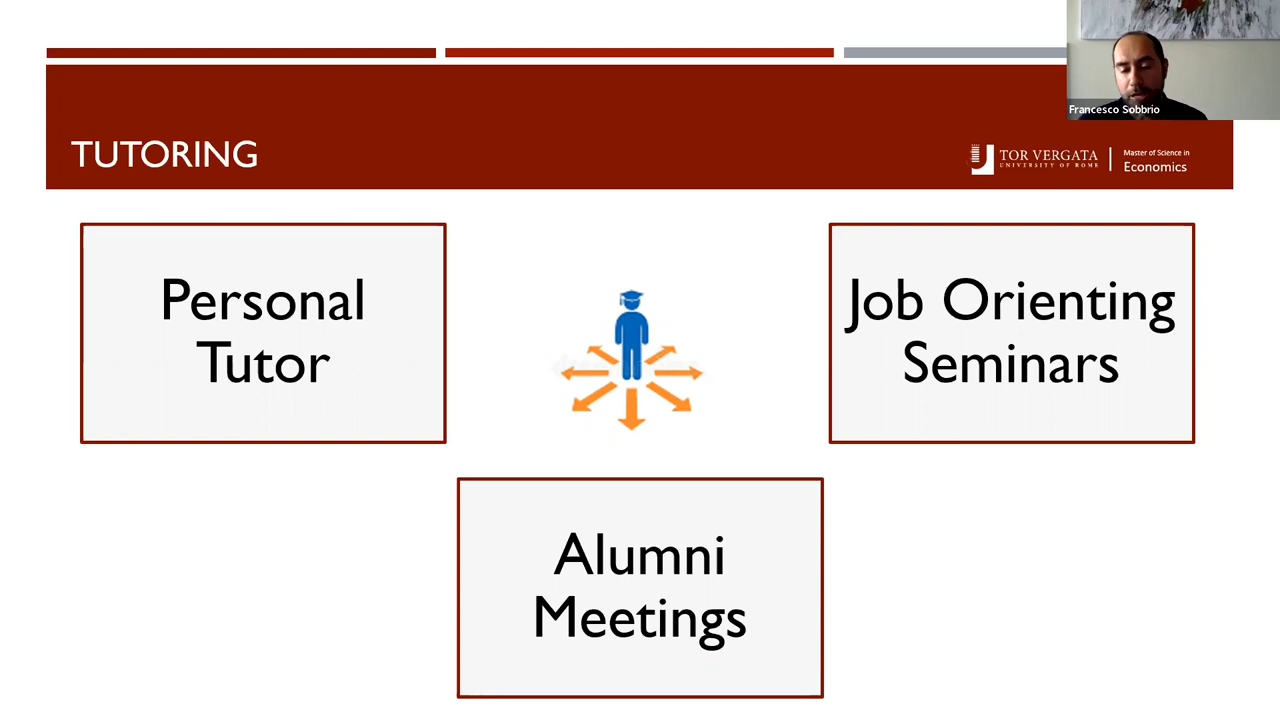 Francesco Sobbrio
TUTORING
TOR VERGATA
UNIVERSITY OF ROME
Master of Science in
Economics
Personal
Tutor
Job Orienting
Seminars
Alumni
Meetings